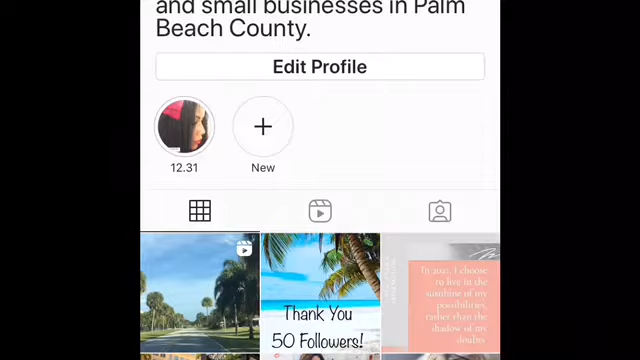 and small businesses in Palm
Beach County.
Edit Profile
12.31
New
Thank You
50 Followers!
In 2021, I choose
to live in the
sunshine of my
possibilities,
rather than the
shadow of my
doubts.